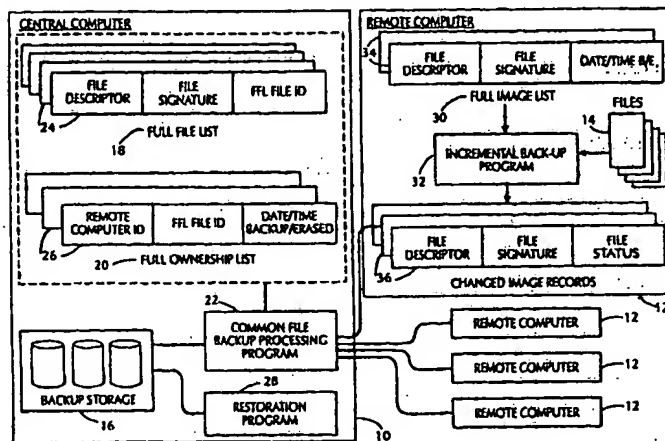 CENTRAL COMPUTER
24
FILE DESCRIPTOR
FILE SIGNATURE
FFL FILE ID
18
FULL FILE LIST
26
REMOTE COMPUTER ID
FFL FILE ID
DATE/TIME BACKUP/ERASED
20
FULL OWNERSHIP LIST
22
COMMON FILE BACKUP PROCESSING PROGRAM
BACKUP STORAGE
16
28
RESTORATION PROGRAM
10
REMOTE COMPUTER
34
FILE DESCRIPTOR
FILE SIGNATURE
DATE/TIME B/E
30
FULL IMAGE LIST
14
FILES
32
INCREMENTAL BACK-UP PROGRAM
36
FILE DESCRIPTOR
FILE SIGNATURE
FILE STATUS
CHANGED IMAGE RECORDS
12
REMOTE COMPUTER
12
REMOTE COMPUTER
12
REMOTE COMPUTER
12